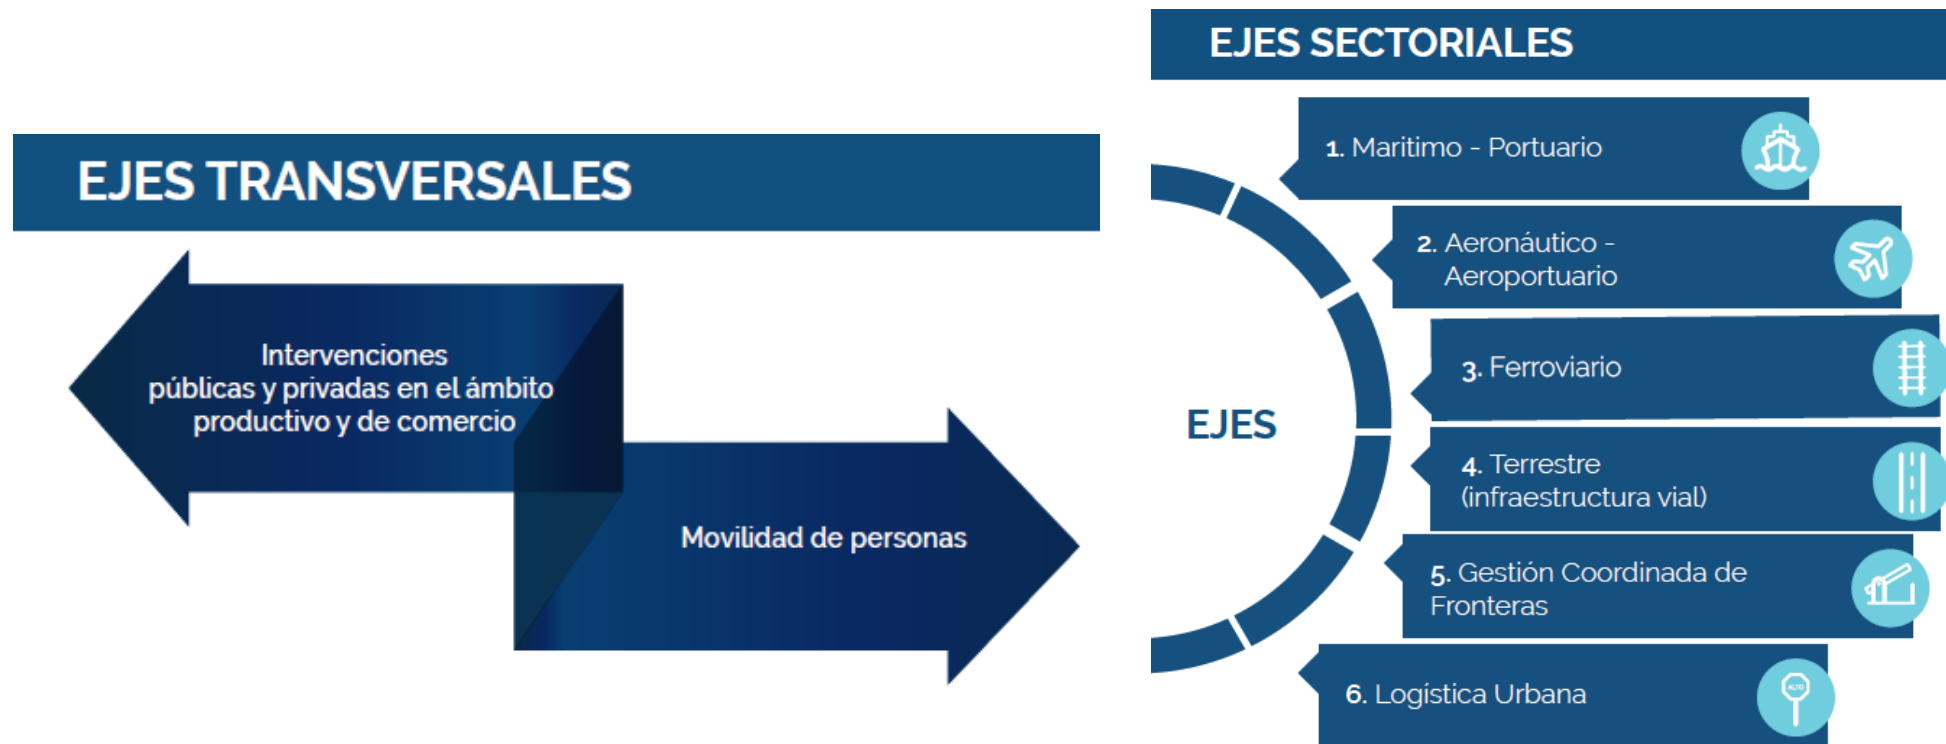 EJES TRANSVERSALES
Intervenciones
públicas y privadas en el ámbito
productivo y de comercio
Movilidad de personas
EJES SECTORIALES
EJES
1. Maritimo - Portuario
2. Aeronáutico -
Aeroportuario
3. Ferroviario
4. Terrestre
(infraestructura vial)
5. Gestión Coordinada de
Fronteras
6. Logística Urbana
ALTO